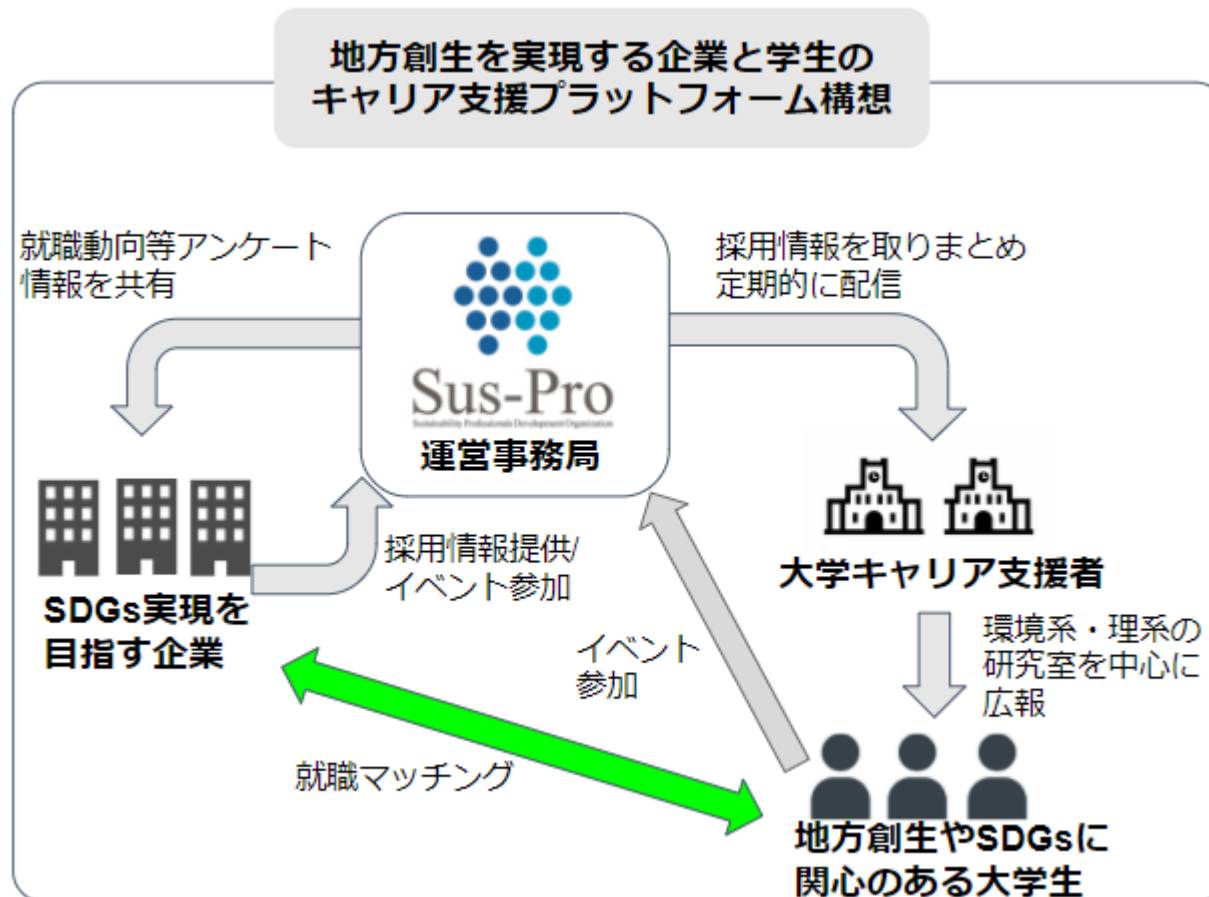 地方創生を実現する企業と学生の
キャリア支援プラットフォーム構想
就職動向等アンケート
情報を共有
採用情報を取りまとめ
定期的に配信
Sus-Pro
Sustainability Professionals Development Organization
運営事務局
採用情報提供/
イベント参加
SDGs実現を
目指す企業
大学キャリア支援者
環境系・理系の
研究室を中心に
広報
イベント
参加
就職マッチング
地方創生やSDGsに
関心のある大学生